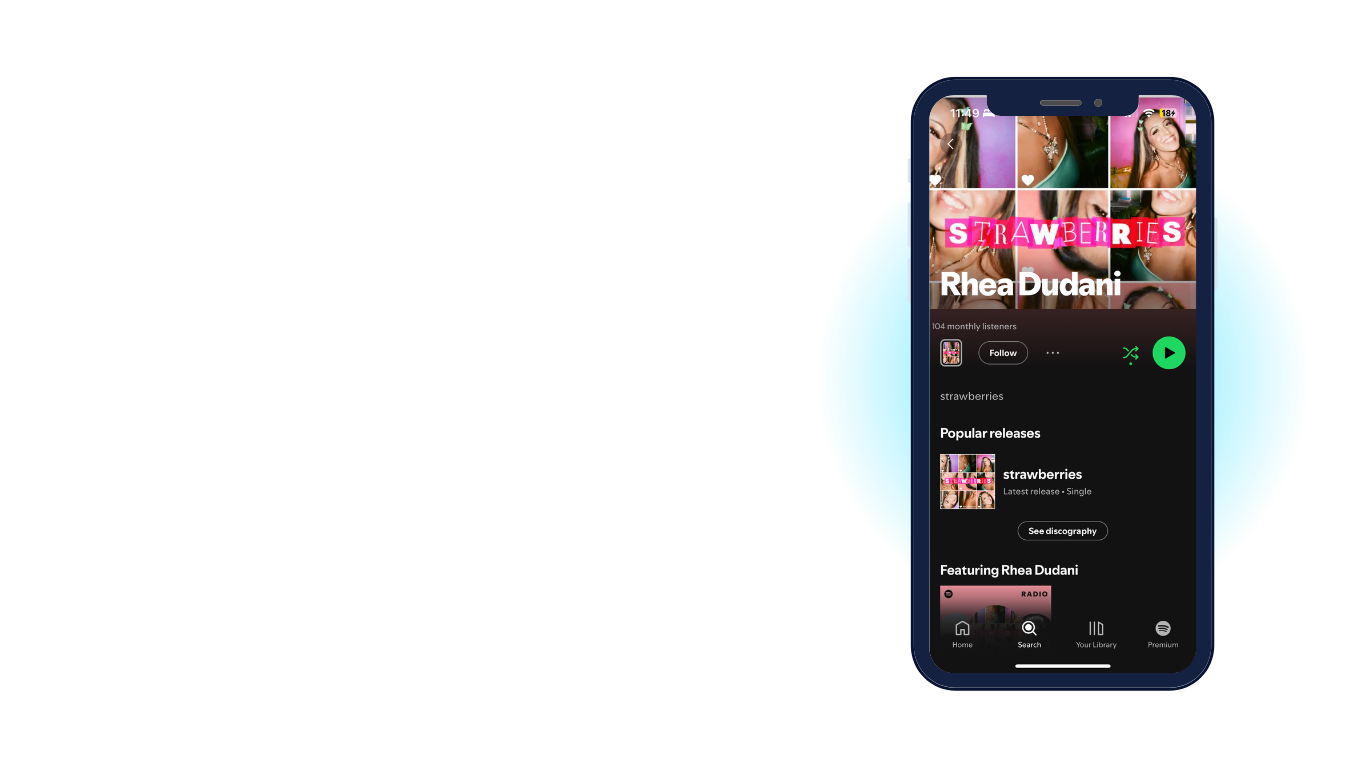 11:49
18
STRAWBERRIES
Rhea Dudani
104 monthly listeners
Follow
strawberries
Popular releases
STRAWBERRIES
strawberries
Latest release • Single
See discography
Featuring Rhea Dudani
RADIO
Home
Search
Your Library
Premium